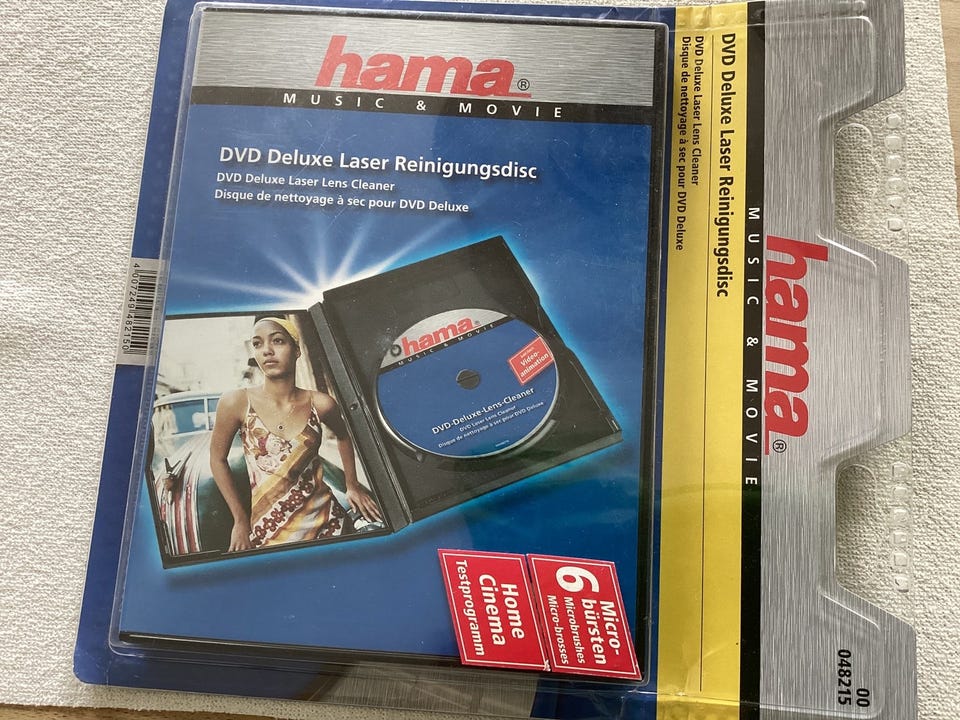 hama®
MUSIC & MOVIE
DVD Deluxe Laser Reinigungsdisc
DVD Deluxe Laser Lens Cleaner
Disque de nettoyage à sec pour DVD Deluxe
hama®
MUSIC & MOVIE
Video-
animation
DVD-Deluxe-Lens-Cleaner
DVD Laser Lens Cleaner
Disque de nettoyage à sec pour DVD Deluxe
Home
Cinema
Testprogramm
6 Micro-
bürsten
Microbrushes
Micro-brosses
DVD Deluxe Laser Reinigungsdisc
DVD Deluxe Laser Lens Cleaner
Disque de nettoyage à sec pour DVD Deluxe
hama®
MUSIC & MOVIE
00
048215
4 007249 482150